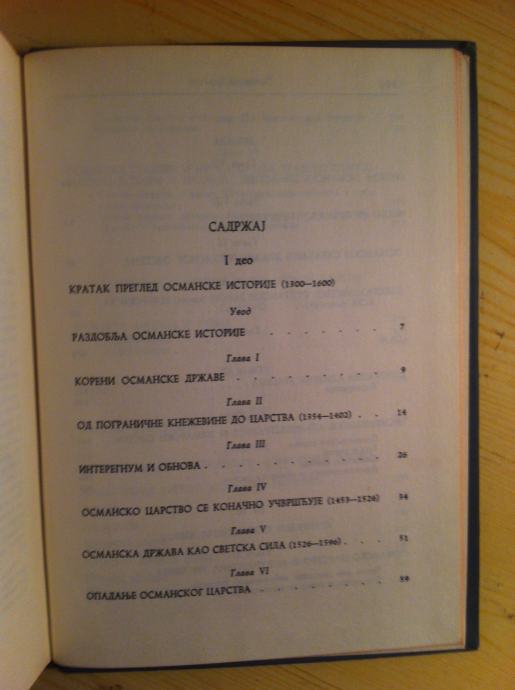 САДРЖАЈ
I део
КРАТАК ПРЕГЛЕД ОСМАНСКЕ ИСТОРИЈЕ (1300—1600)
Увод
РАЗДОБЉА ОСМАНСКЕ ИСТОРИЈЕ . . . . . . . 7
Глава I
КОРЕНИ ОСМАНСКЕ ДРЖАВЕ . . . . . . . . 9
Глава II
ОД ПОГРАНИЧНЕ КНЕЖЕВИНЕ ДО ЦАРСТВА (1354—1402) . . 14
Глава III
ИНТЕРЕГНУМ И ОБНОВА . . . . . . . . . 26
Глава IV
ОСМАНСКО ЦАРСТВО СЕ КОНАЧНО УЧВРШЋУЈЕ (1453—1526) 34
Глава V
ОСМАНСКА ДРЖАВА КАО СВЕТСКА СИЛА (1526—1596) . . . 51
Глава VI
ОПАДАЊЕ ОСМАНСКОГ ЦАРСТВА . . . . . . . 59